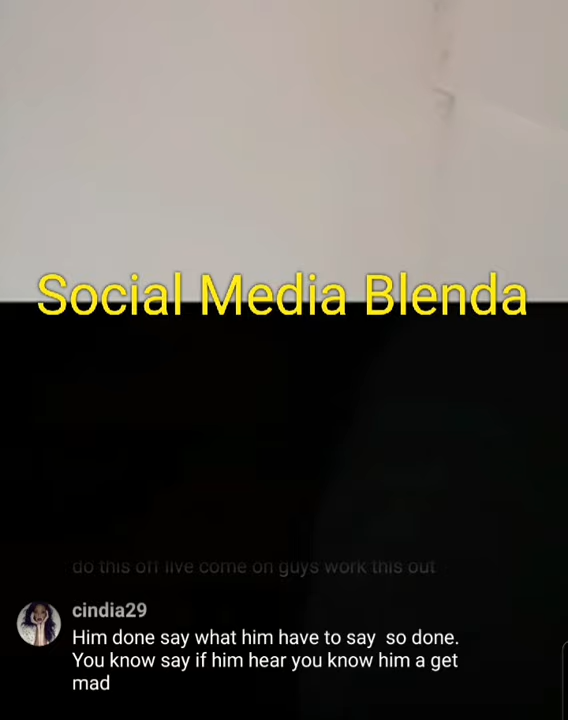 Social Media Blenda
do this off live come on guys work this out
cindia29
Him done say what him have to say  so done.
You know say if him hear you know him a get
mad